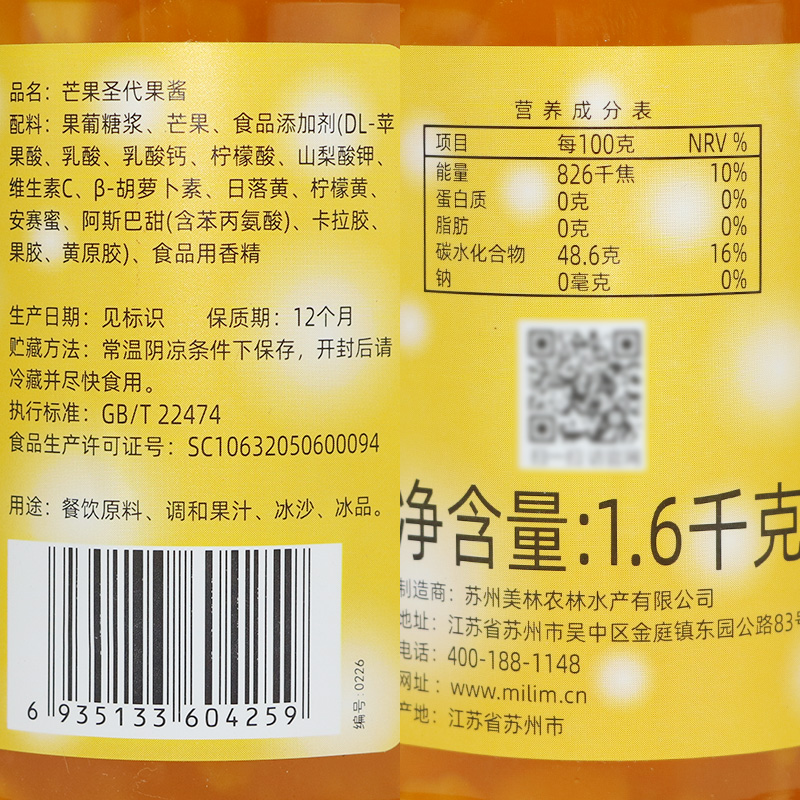 品名：芒果圣代果酱
配料：果葡糖浆、芒果、食品添加剂(DL-苹
果酸、乳酸、乳酸钙、柠檬酸、山梨酸钾、
维生素C、β-胡萝卜素、日落黄、柠檬黄、
安赛蜜、阿斯巴甜(含苯丙氨酸)、卡拉胶、
果胶、黄原胶)、食品用香精
生产日期：见标识 保质期：12个月
贮藏方法：常温阴凉条件下保存，开封后请
冷藏并尽快食用。
执行标准：GB/T 22474
食品生产许可证号：SC10632050600094
用途：餐饮原料、调和果汁、冰沙、冰品。
6 935133 604259
编号：0226
营养成分表
项目 每100克 NRV %
能量 826千焦 10%
蛋白质 0克 0%
脂肪 0克 0%
碳水化合物 48.6克 16%
钠 0毫克 0%
净含量:1.6千克
制造商：苏州美林农林水产有限公司
地址：江苏省苏州市吴中区金庭镇东园公路83号
电话：400-188-1148
网址：www.milim.cn
产地：江苏省苏州市